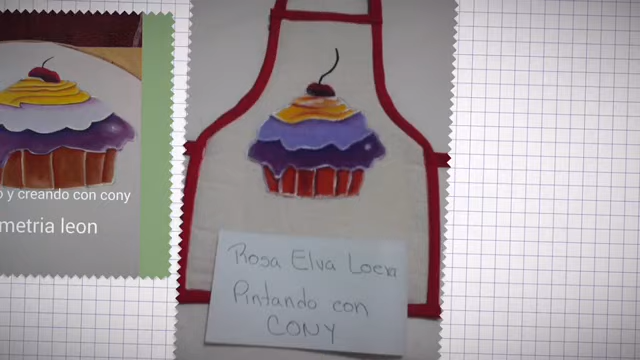 o y creando con cony
metria leon
Rosa Elva Loera
Pintando con
CONY